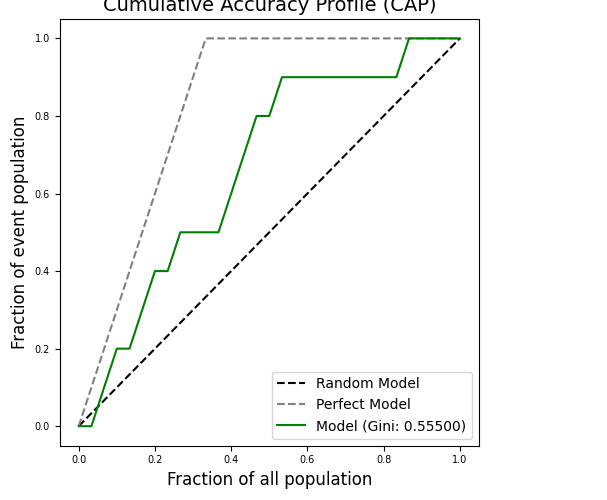 Cumulative Accuracy Profile (CAP)
1.0
0.8
0.6
0.4
0.2
0.0
Fraction of event population
0.0 0.2 0.4 0.6 0.8 1.0
Fraction of all population
Random Model
Perfect Model
Model (Gini: 0.55500)